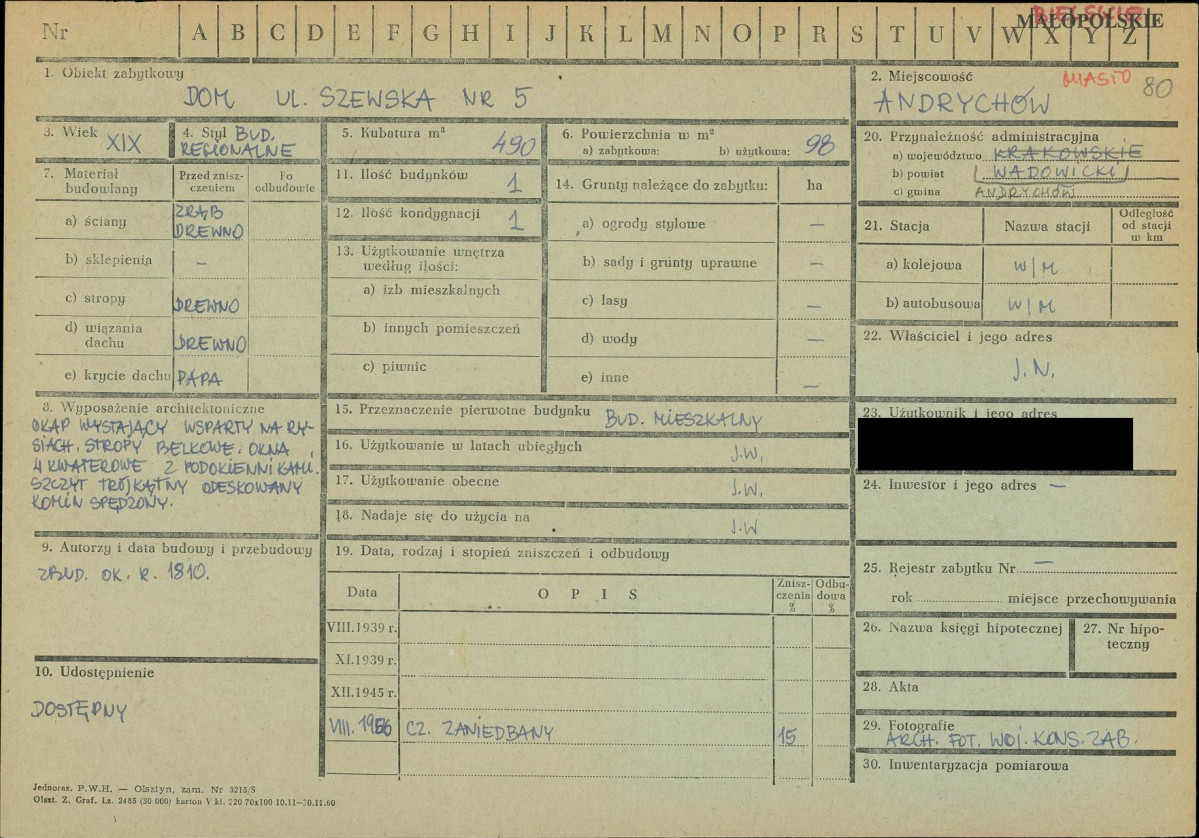 Nr A B C D E F G H I J K L M N O P R S T U V W X Y Z
BIELSKIE
MAŁOPOLSKIE
1. Obiekt zabytkowy
DOM UL. SZEWSKA NR 5
2. Miejscowość MIASTO 80
ANDRYCHÓW
3. Wiek XIX
4. Styl BUD.
REGIONALNE
5. Kubatura m³ 490
6. Powierzchnia w m²
a) zabytkowa: b) użytkowa: 98
7. Materiał budowlany
Przed zniszczeniem
Po odbudowie
a) ściany ZRĄB
DREWNO
b) sklepienia –
c) stropy DREWNO
d) wiązania dachu DREWNO
e) krycie dachu PAPA
8. Wyposażenie architektoniczne
OKAP WYSTAJĄCY WSPARTY NA RY-
SIACH. STROPY BELKOWE. OKNA
4 KWATEROWE Z PODOKIENNIKAMI.
SZCZYT TRÓJKĄTNY ODESKOWANY
KOMIN SPĘDZONY.
9. Autorzy i data budowy i przebudowy
ZBUD. OK. R. 1810.
10. Udostępnienie
DOSTĘPNY
11. Ilość budynków 1
12. Ilość kondygnacji 1
13. Użytkowanie wnętrza
według ilości:
a) izb mieszkalnych
b) innych pomieszczeń
c) piwnic
14. Grunty należące do zabytku: ha
a) ogrody stylowe –
b) sady i grunty uprawne –
c) lasy –
d) wody –
e) inne –
15. Przeznaczenie pierwotne budynku BUD. MIESZKALNY
16. Użytkowanie w latach ubiegłych J.W.
17. Użytkowanie obecne J.W.
18. Nadaje się do użycia na J.W
19. Data, rodzaj i stopień zniszczeń i odbudowy
Data O P I S Znisz-
czenia
% Odbu-
dowa
%
VIII.1939 r.
XI.1939 r.
XII.1945 r.
VIII. 1956 CZ. ZANIEDBANY 15
20. Przynależność administracyjna
a) województwo KRAKOWSKIE
b) powiat WADOWICKI
c) gmina ANDRYCHÓW
21. Stacja Nazwa stacji Odległość
od stacji
w km
a) kolejowa W/M
b) autobusowa W/M
22. Właściciel i jego adres
J.N.
23. Użytkownik i jego adres
24. Inwestor i jego adres –
25. Rejestr zabytku Nr –
rok miejsce przechowywania
26. Nazwa księgi hipotecznej
27. Nr hipo-
teczny
28. Akta
29. Fotografie
ARCH. FOT. WOJ. KONS. ZAB.
30. Inwentaryzacja pomiarowa
Jednoraz. P.W.H. — Olsztyn, zam. Nr 3215/S
Olszt. Z. Graf. Lz. 2485 (30 000) karton V kl. 220 70x100 10.11—30.11.60